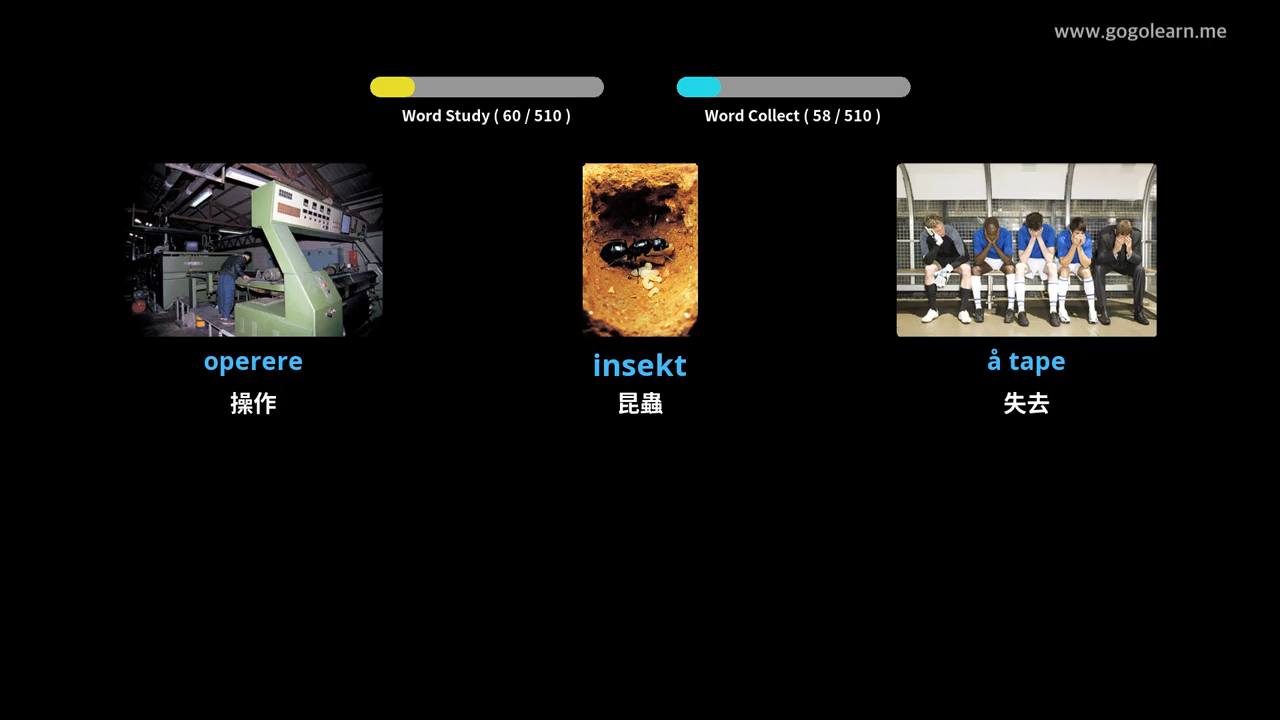 www.gogolearn.me
Word Study ( 60 / 510 )
Word Collect ( 58 / 510 )
operere
操作
insekt
昆蟲
å tape
失去